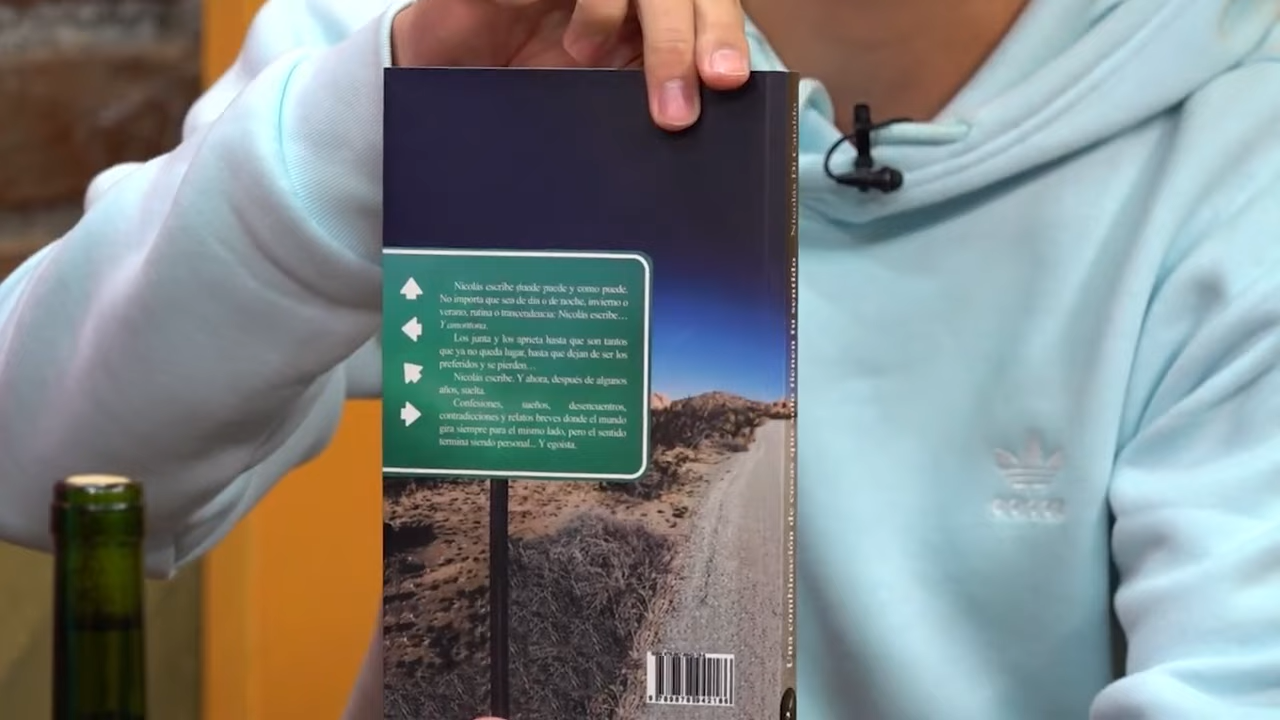 Nicolás escribe donde puede y como puede.
No importa que sea de día o de noche, invierno o
verano, rutina o trascendencia: Nicolás escribe…
Y amontona.
Los junta y los aprieta hasta que son tantos
que ya no queda lugar, hasta que dejan de ser los
preferidos y se pierden…
Nicolás escribe. Y ahora, después de algunos
años, suelta.
Confesiones, sueños, desencuentros,
contradicciones y relatos breves donde el mundo
gira siempre para el mismo lado, pero el sentido
termina siendo personal... Y egoísta.
Una combinación de cosas que solo tienen tu sentido Nicolás Di Cataldo